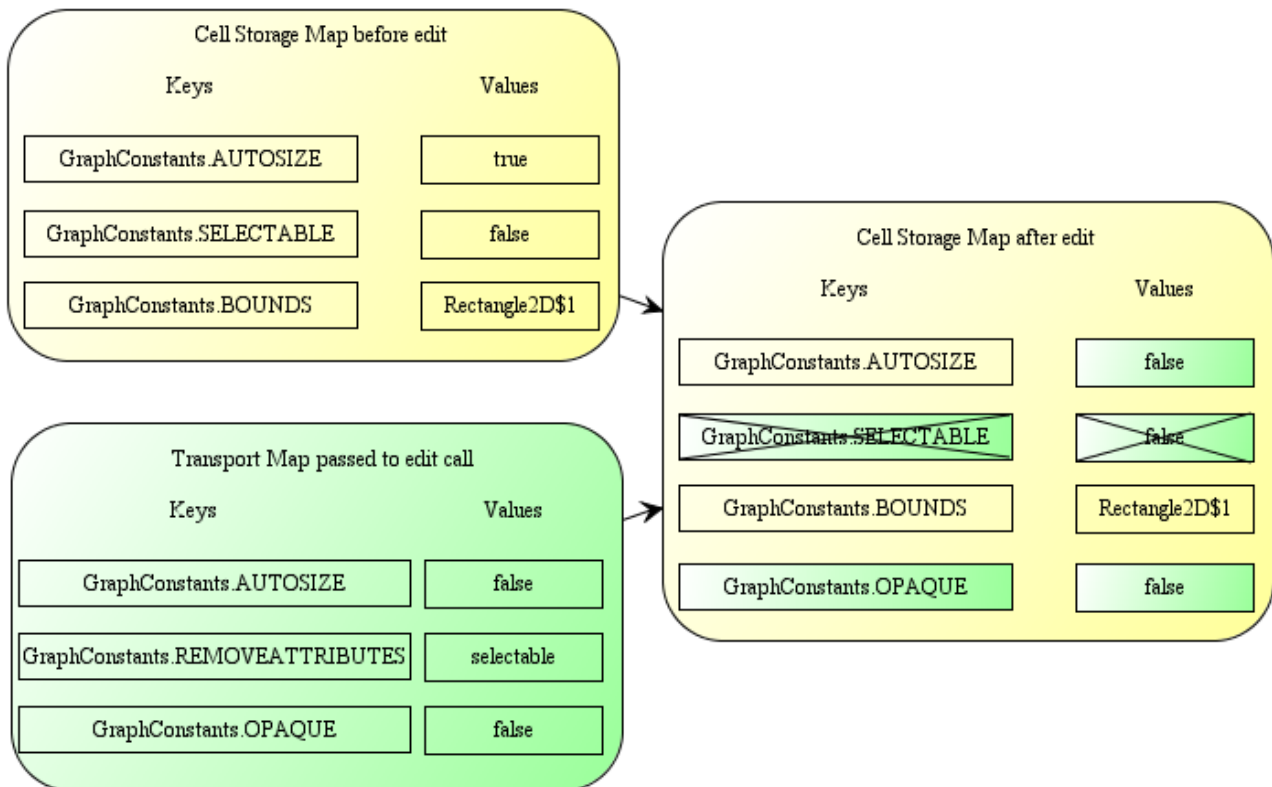 Cell Storage Map before edit
Keys Values
GraphConstants.AUTOSIZE true
GraphConstants.SELECTABLE false
GraphConstants.BOUNDS Rectangle2D$1
Transport Map passed to edit call
Keys Values
GraphConstants.AUTOSIZE false
GraphConstants.REMOVEATTRIBUTES selectable
GraphConstants.OPAQUE false
Cell Storage Map after edit
Keys Values
GraphConstants.AUTOSIZE false
GraphConstants.SELECTABLE false
GraphConstants.BOUNDS Rectangle2D$1
GraphConstants.OPAQUE false